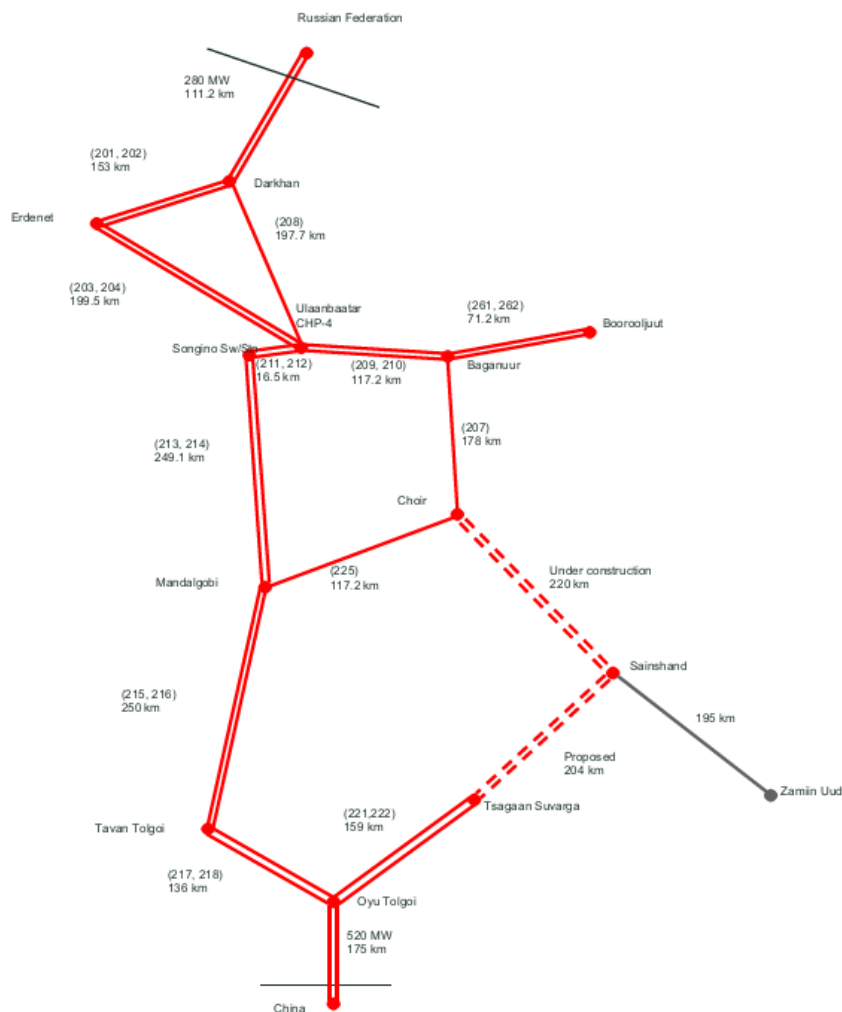 Russian Federation
280 MW
111.2 km
(201, 202)
153 km
Darkhan
Erdenet
(208)
197.7 km
(203, 204)
199.5 km
Ulaanbaatar
CHP-4
(261, 262)
71.2 km
Boorooljuut
Songino Sw/Stn
(211, 212)
16.5 km
(209, 210)
117.2 km
Baganuur
(213, 214)
249.1 km
(207)
178 km
Choir
Mandalgobi
(225)
117.2 km
Under construction
220 km
Sainshand
(215, 216)
250 km
195 km
Proposed
204 km
Zamiin Uud
Tsagaan Suvarga
(221,222)
159 km
Tavan Tolgoi
(217, 218)
136 km
Oyu Tolgoi
520 MW
175 km
China